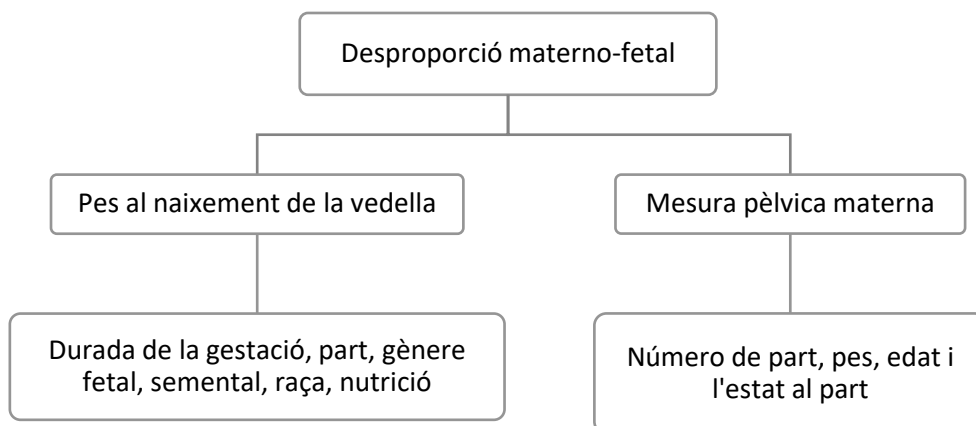 Desproporció materno-fetal
Pes al naixement de la vedella
Mesura pèlvica materna
Durada de la gestació, part, gènere
fetal, semental, raça, nutrició
Número de part, pes, edat i
l'estat al part